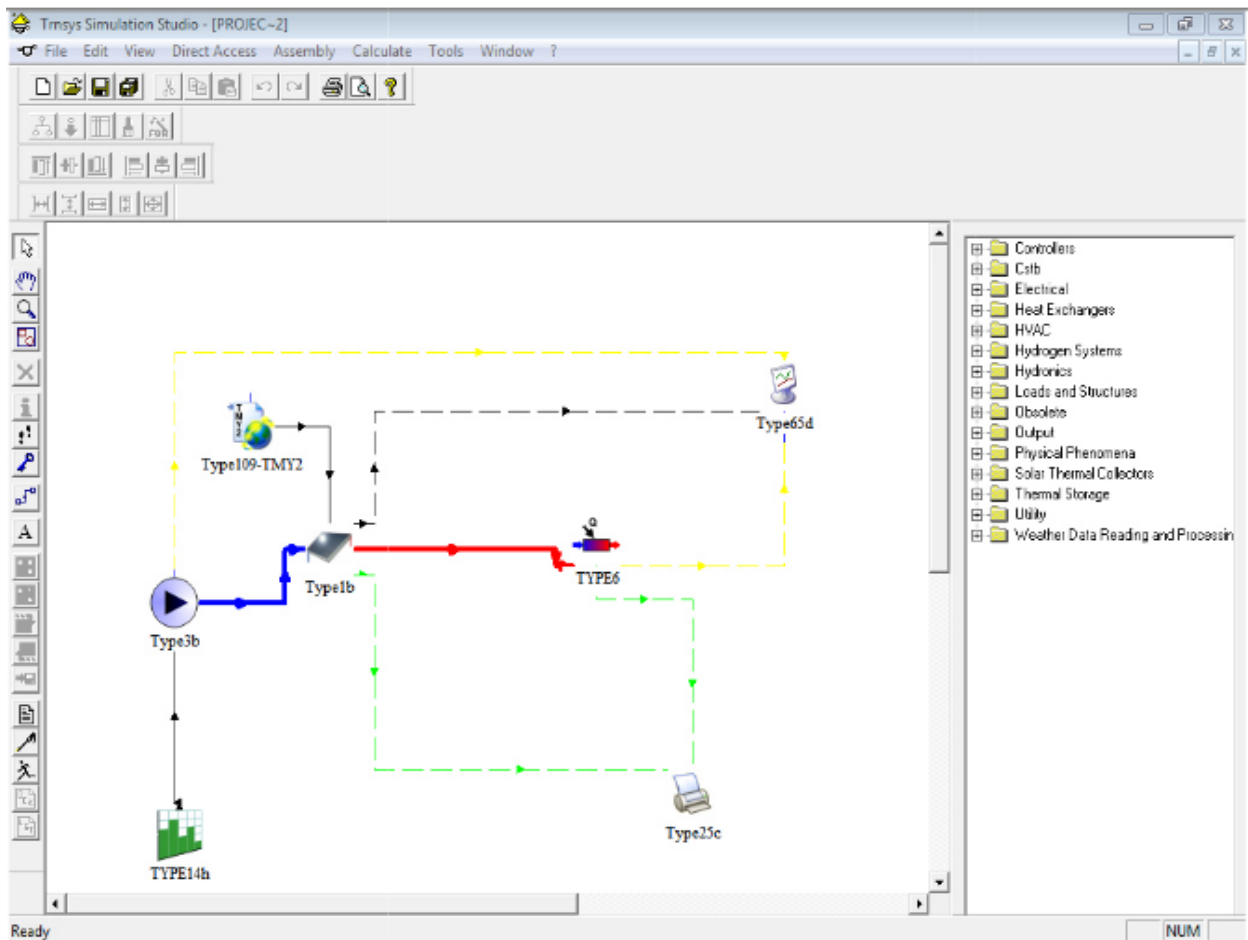 Trnsys Simulation Studio - [PROJEC~2]
File Edit View Direct Access Assembly Calculate Tools Window ?
Controllers
Cstb
Electrical
Heat Exchangers
HVAC
Hydrogen Systems
Hydronics
Loads and Structures
Obsolete
Output
Physical Phenomena
Solar Thermal Collectors
Thermal Storage
Utility
Weather Data Reading and Processin
Type65d
Type109-TMY2
Type1b
TYPE6
Type3b
Type25c
TYPE14h
Ready
NUM